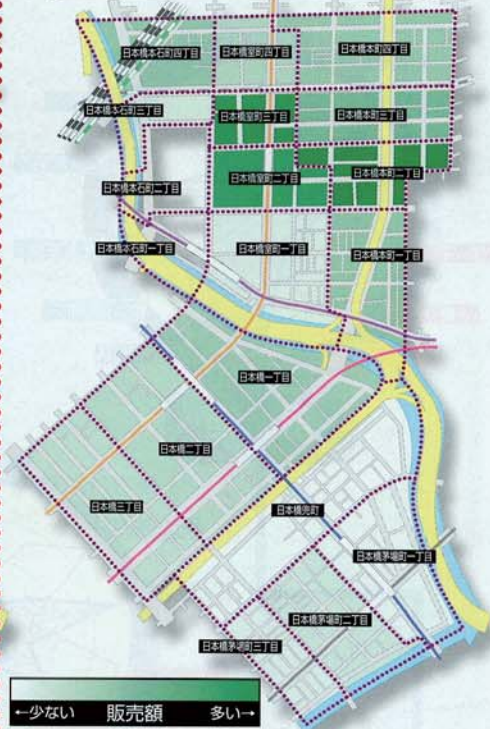 日本橋本石町四丁目
日本橋室町四丁目
日本橋本町四丁目
日本橋本石町三丁目
日本橋室町三丁目
日本橋本町三丁目
日本橋本石町二丁目
日本橋室町二丁目
日本橋本町二丁目
日本橋本石町一丁目
日本橋室町一丁目
日本橋本町一丁目
日本橋一丁目
日本橋二丁目
日本橋三丁目
日本橋兜町
日本橋茅場町一丁目
日本橋茅場町二丁目
日本橋茅場町三丁目
←少ない 販売額 多い→